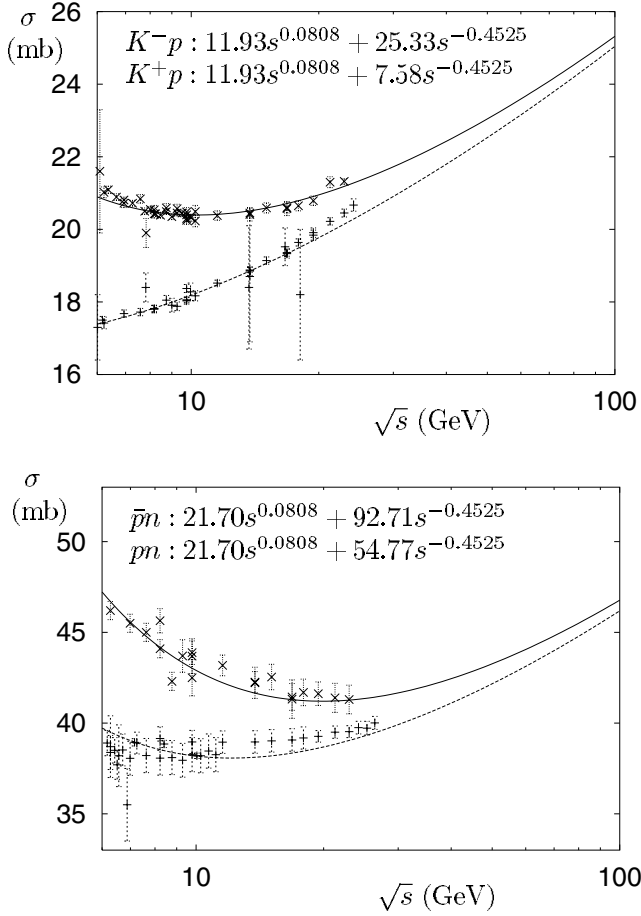 σ
(mb)
K⁻p : 11.93s^0.0808 + 25.33s^−0.4525
K⁺p : 11.93s^0.0808 + 7.58s^−0.4525
26
24
22
20
18
16
10
100
√s (GeV)
σ
(mb)
p̄n : 21.70s^0.0808 + 92.71s^−0.4525
pn : 21.70s^0.0808 + 54.77s^−0.4525
50
45
40
35
10
100
√s (GeV)